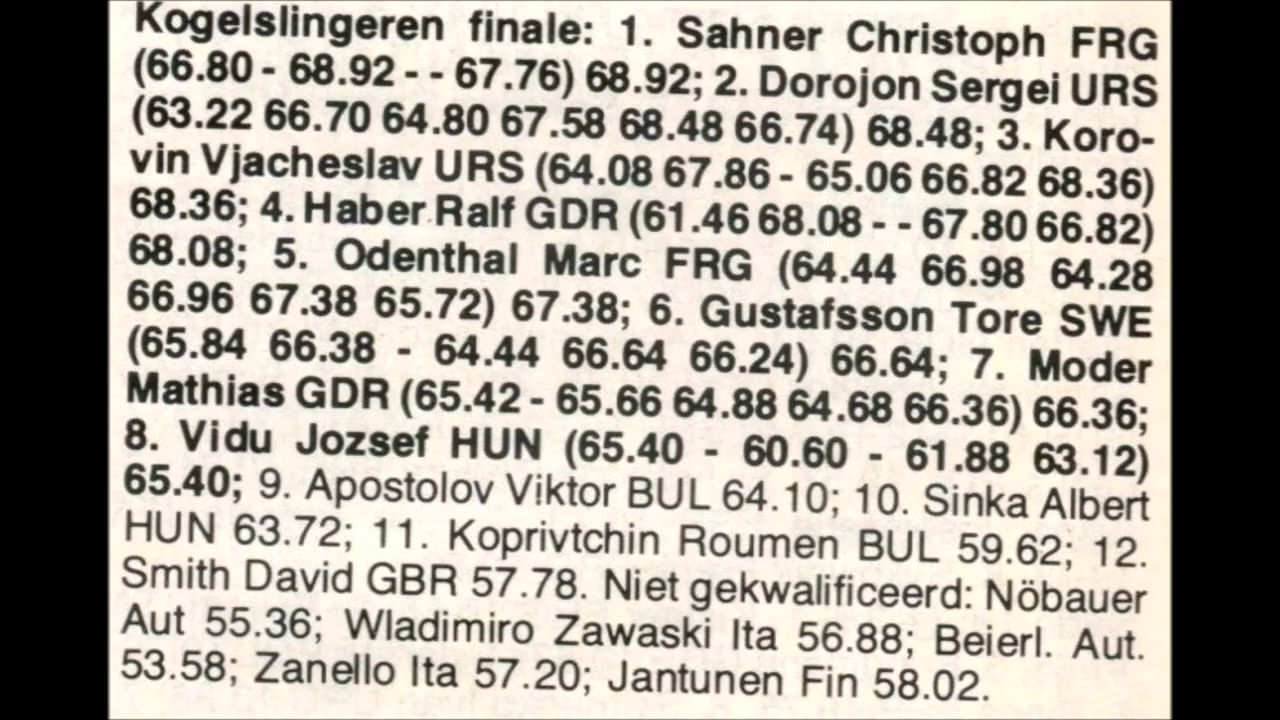 Kogelslingeren finale: 1. Sahner Christoph FRG
(66.80 - 68.92 - - 67.76) 68.92; 2. Dorojon Sergei URS
(63.22 66.70 64.80 67.58 68.48 66.74) 68.48; 3. Koro-
vin Vjacheslav URS (64.08 67.86 - 65.06 66.82 68.36)
68.36; 4. Haber Ralf GDR (61.46 68.08 - - 67.80 66.82)
68.08; 5. Odenthal Marc FRG (64.44 66.98 64.28
66.96 67.38 65.72) 67.38; 6. Gustafsson Tore SWE
(65.84 66.38 - 64.44 66.64 66.24) 66.64; 7. Moder
Mathias GDR (65.42 - 65.66 64.88 64.68 66.36) 66.36;
8. Vidu Jozsef HUN (65.40 - 60.60 - 61.88 63.12)
65.40; 9. Apostolov Viktor BUL 64.10; 10. Sinka Albert
HUN 63.72; 11. Koprivtchin Roumen BUL 59.62; 12.
Smith David GBR 57.78. Niet gekwalificeerd: Nöbauer
Aut 55.36; Wladimiro Zawaski Ita 56.88; Beierl. Aut.
53.58; Zanello Ita 57.20; Jantunen Fin 58.02.